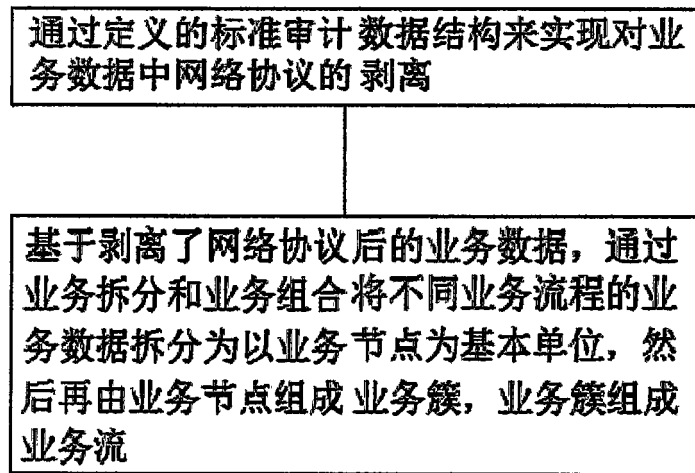 通过定义的标准审计数据结构来实现对业
务数据中网络协议的剥离
基于剥离了网络协议后的业务数据，通过
业务拆分和业务组合将不同业务流程的业
务数据拆分为以业务节点为基本单位，然
后再由业务节点组成业务簇，业务簇组成
业务流